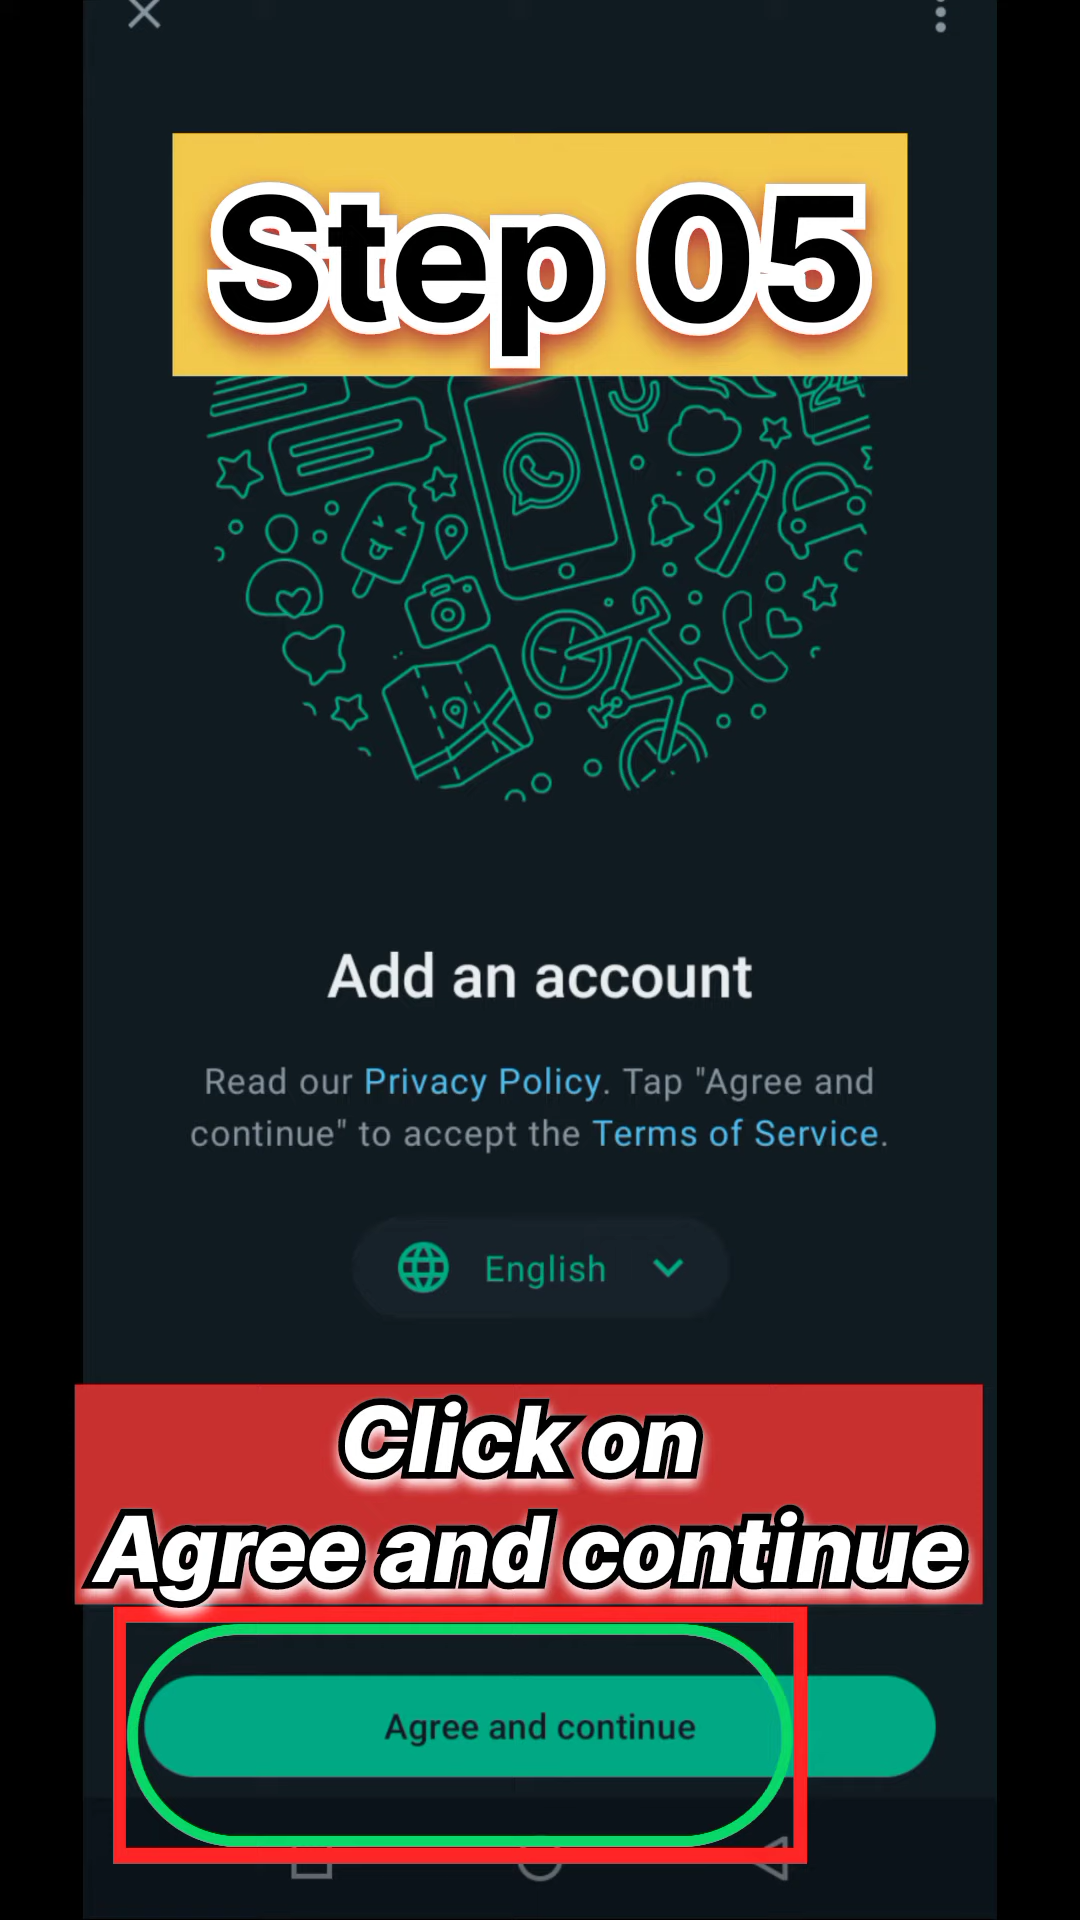 Step 05
24
Add an account
Read our Privacy Policy. Tap "Agree and
continue" to accept the Terms of Service.
English
Click on
Agree and continue
Agree and continue